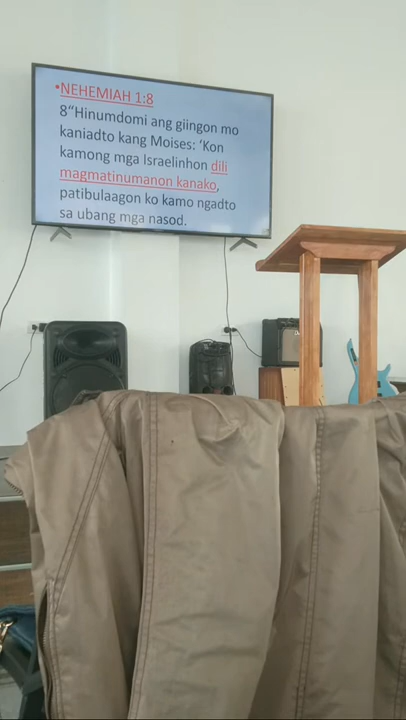 •NEHEMIAH 1:8
8“Hinumdomi ang giingon mo
kaniadto kang Moises: ‘Kon
kamong mga Israelinhon dili
magmatinumanon kanako,
patibulaagon ko kamo ngadto
sa ubang mga nasod.